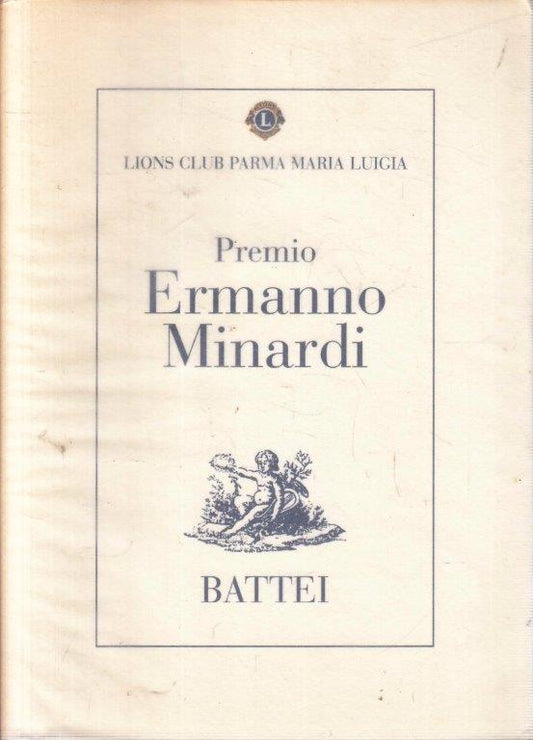 L
LIONS CLUB PARMA MARIA LUIGIA
Premio
Ermanno
Minardi
BATTEI